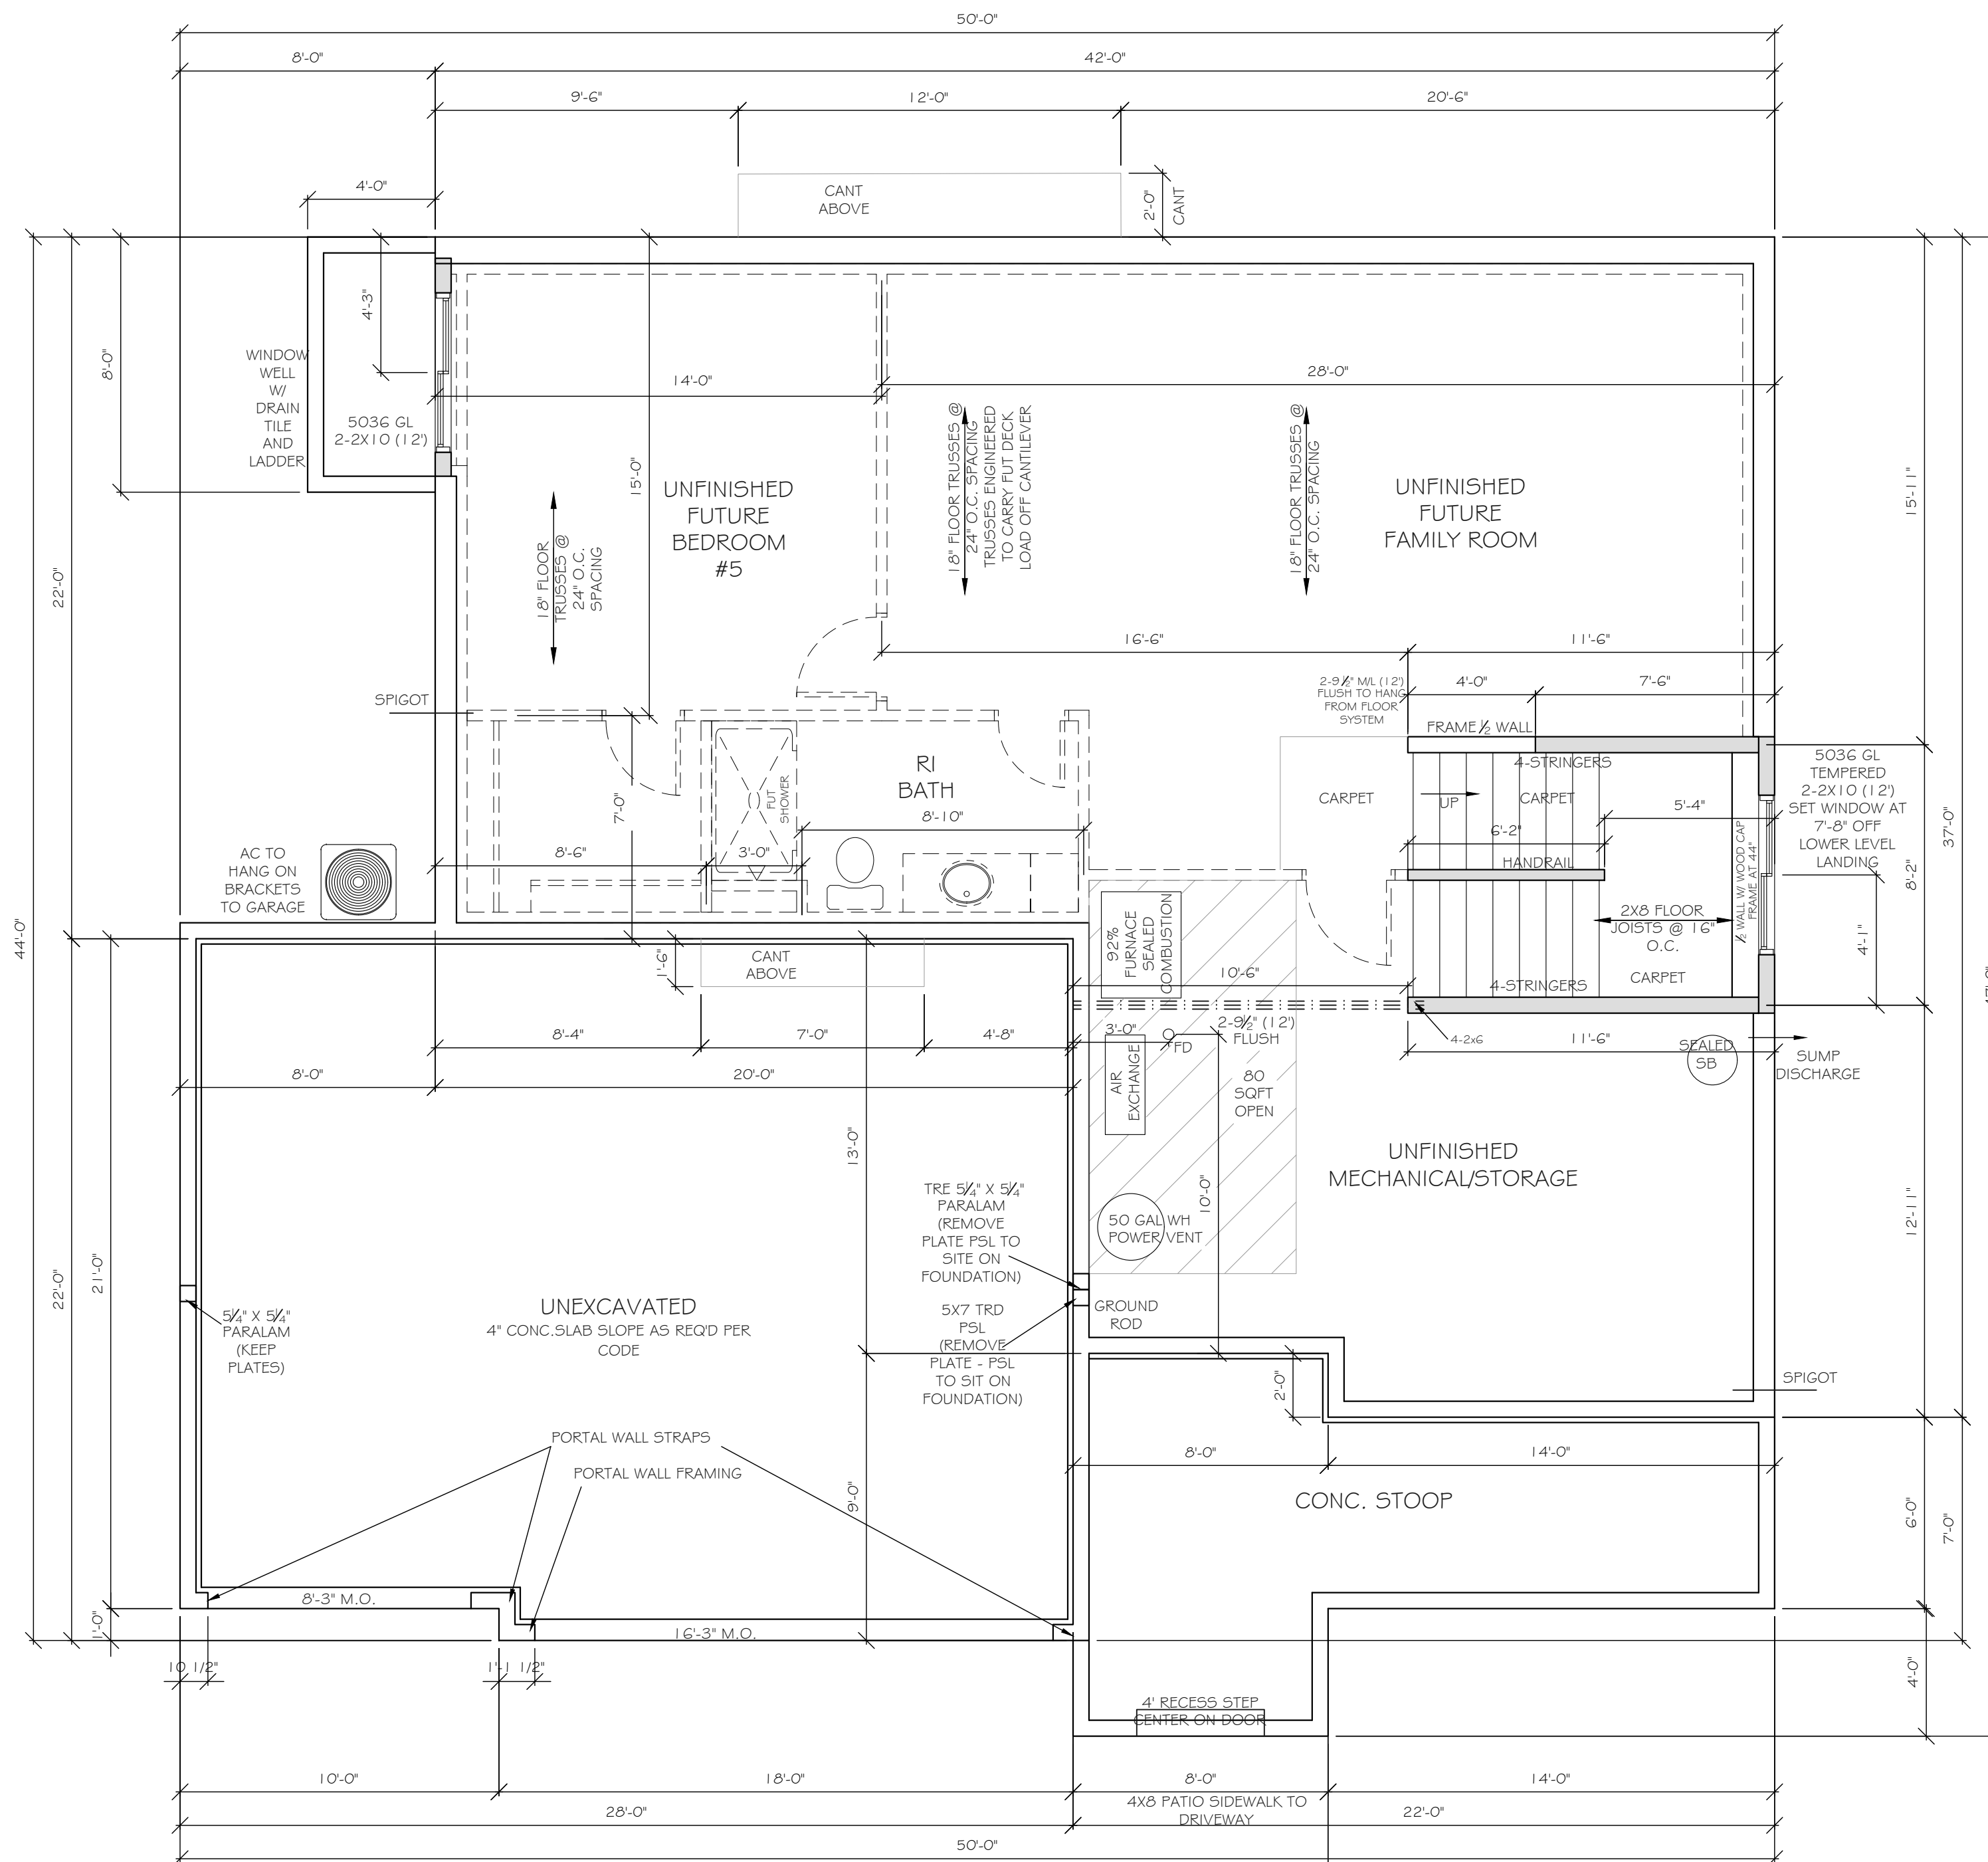 50'-0"
8'-0"
42'-0"
9'-6"
12'-0"
20'-6"
4'-0"
CANT
ABOVE
2'-0"
CANT
4'-3"
8'-0"
WINDOW
WELL
W/
DRAIN
TILE
AND
LADDER
5036 GL
2-2X10 (12')
14'-0"
28'-0"
15'-0"
22'-0"
44'-0"
UNFINISHED
FUTURE
BEDROOM
#5
18" FLOOR
TRUSSES @
24" O.C.
SPACING
18" FLOOR TRUSSES @
24" O.C. SPACING
TRUSSES ENGINEERED
TO CARRY FUT DECK
LOAD OFF CANTILEVER
18" FLOOR TRUSSES @
24" O.C. SPACING
UNFINISHED
FUTURE
FAMILY ROOM
15'-11"
16'-6"
11'-6"
2-9½" M/L (12')
FLUSH TO HANG
FROM FLOOR
SYSTEM
4'-0"
7'-6"
FRAME ½ WALL
SPIGOT
7'-0"
FUT
SHOWER
RI
BATH
8'-10"
8'-6"
3'-0"
CARPET
UP
4-STRINGERS
CARPET
5'-4"
6'-2"
HANDRAIL
½ WALL W/ WOOD CAP
FRAME AT 44"
5036 GL
TEMPERED
2-2X10 (12')
SET WINDOW AT
7'-8" OFF
LOWER LEVEL
LANDING
37'-0"
8'-2"
4'-1"
AC TO
HANG ON
BRACKETS
TO GARAGE
2X8 FLOOR
JOISTS @ 16"
O.C.
CARPET
4-STRINGERS
92%
FURNACE
SEALED
COMBUSTION
10'-6"
1'-6"
CANT
ABOVE
8'-4"
7'-0"
4'-8"
3'-0"
FD
2-9½" (12')
FLUSH
4-2x6
11'-6"
SEALED
SB
SUMP
DISCHARGE
8'-0"
20'-0"
AIR
EXCHANGE
80
SQFT
OPEN
13'-0"
10'-0"
UNFINISHED
MECHANICAL/STORAGE
12'-11"
TRE 5¼" X 5¼"
PARALAM
(REMOVE
PLATE PSL TO
SITE ON
FOUNDATION)
50 GAL WH
POWER VENT
22'-0"
21'-0"
5¼" X 5¼"
PARALAM
(KEEP
PLATES)
UNEXCAVATED
4" CONC.SLAB SLOPE AS REQ'D PER
CODE
5X7 TRD
PSL
(REMOVE
PLATE - PSL
TO SIT ON
FOUNDATION)
GROUND
ROD
2'-0"
SPIGOT
PORTAL WALL STRAPS
PORTAL WALL FRAMING
9'-0"
8'-0"
14'-0"
CONC. STOOP
6'-0"
7'-0"
8'-3" M.O.
16'-3" M.O.
1'-0"
10 1/2"
1'-1 1/2"
4'-0"
4' RECESS STEP
CENTER ON DOOR
10'-0"
18'-0"
8'-0"
14'-0"
4X8 PATIO SIDEWALK TO
DRIVEWAY
28'-0"
22'-0"
50'-0"